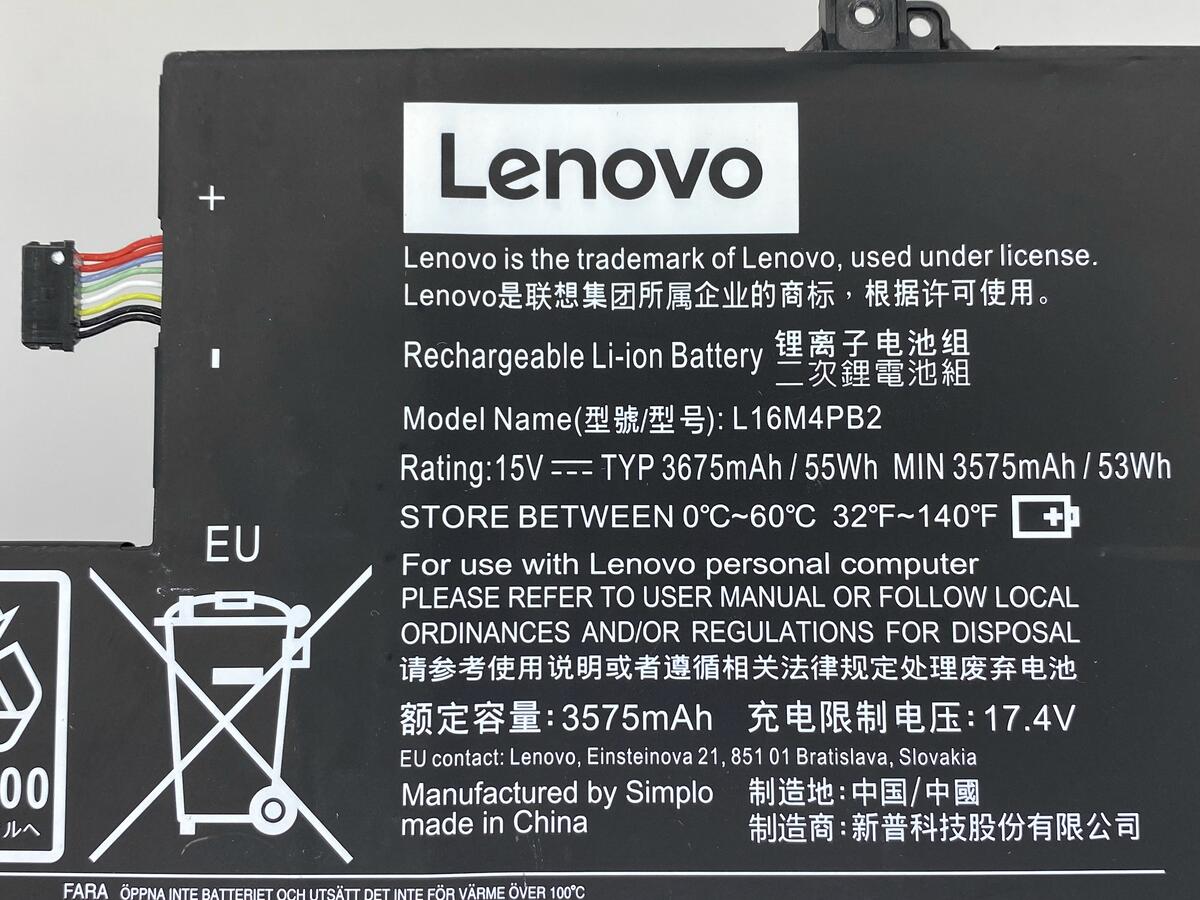 Lenovo
+
Lenovo is the trademark of Lenovo, used under license.
Lenovo是联想集团所属企业的商标，根据许可使用。
Rechargeable Li-ion Battery 锂离子电池组
二次鋰電池組
Model Name(型號/型号): L16M4PB2
Rating:15V TYP 3675mAh / 55Wh MIN 3575mAh / 53Wh
STORE BETWEEN 0℃~60℃ 32℉~140℉
EU
For use with Lenovo personal computer
PLEASE REFER TO USER MANUAL OR FOLLOW LOCAL
ORDINANCES AND/OR REGULATIONS FOR DISPOSAL
请参考使用说明或者遵循相关法律规定处理废弃电池
额定容量:3575mAh 充电限制电压:17.4V
EU contact: Lenovo, Einsteinova 21, 851 01 Bratislava, Slovakia
Manufactured by Simplo 制造地:中国/中國
made in China 制造商:新普科技股份有限公司
00
ルへ
FARA ÖPPNA INTE BATTERIET OCH UTSÄTT DET INTE FÖR VÄRME ÖVER 100℃